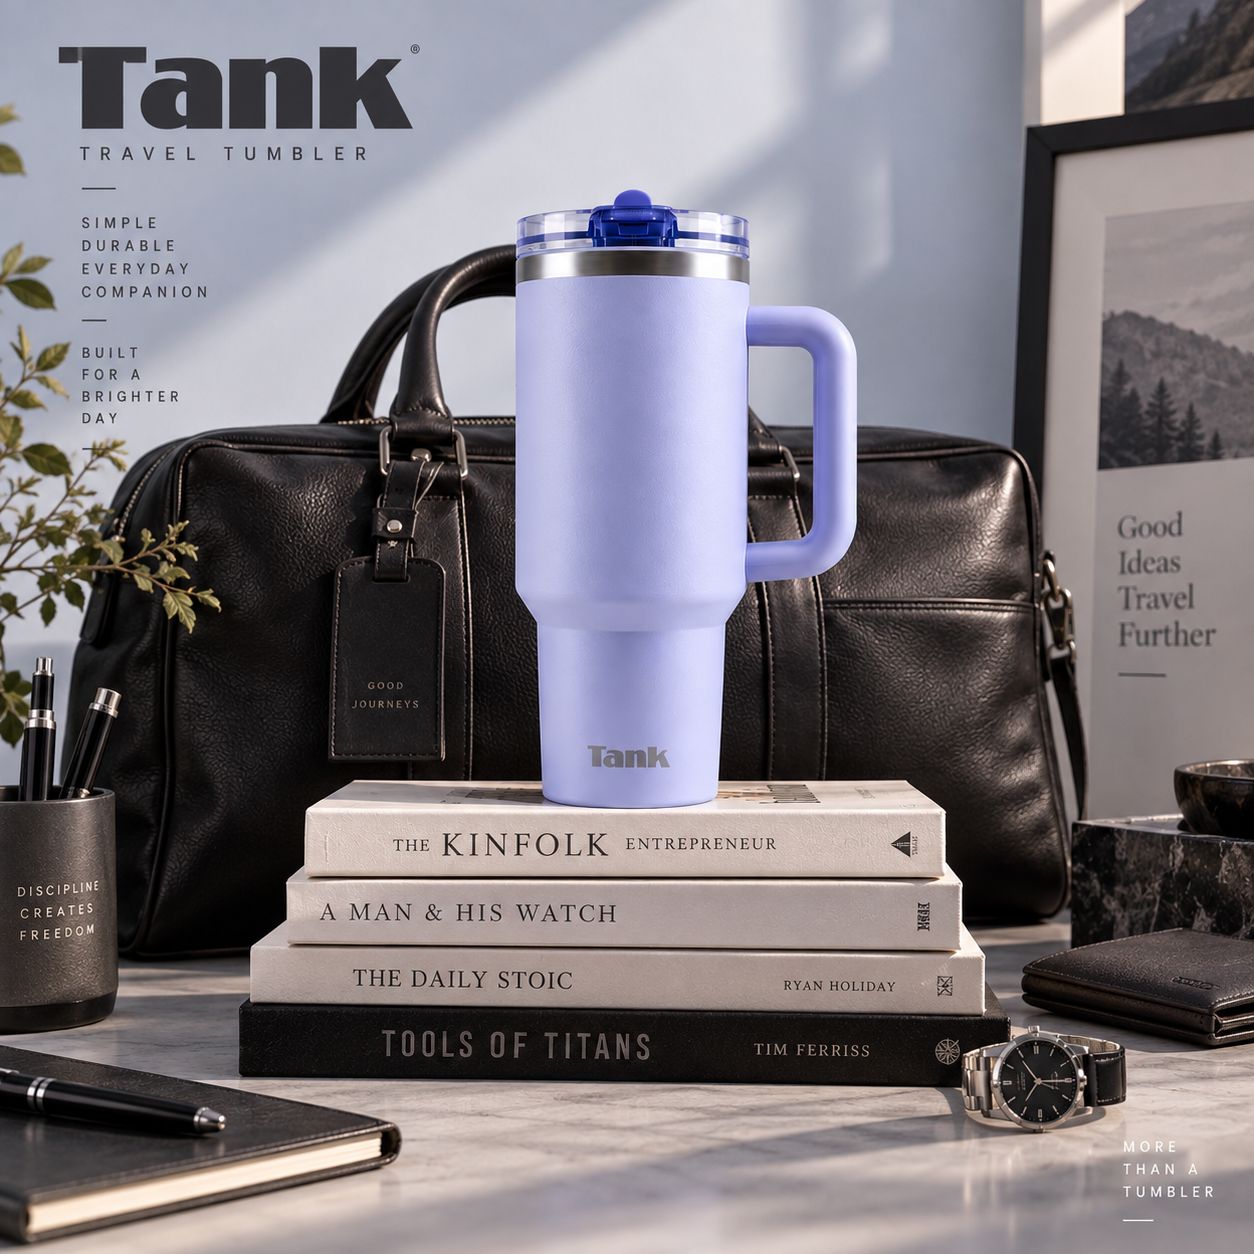 Tank®
TRAVEL TUMBLER
SIMPLE
DURABLE
EVERYDAY
COMPANION
BUILT
FOR A
BRIGHTER
DAY
Good
Ideas
Travel
Further
GOOD
JOURNEYS
Tank
THE KINFOLK ENTREPRENEUR
A MAN & HIS WATCH
THE DAILY STOIC RYAN HOLIDAY
TOOLS OF TITANS TIM FERRISS
DISCIPLINE
CREATES
FREEDOM
MORE
THAN A
TUMBLER